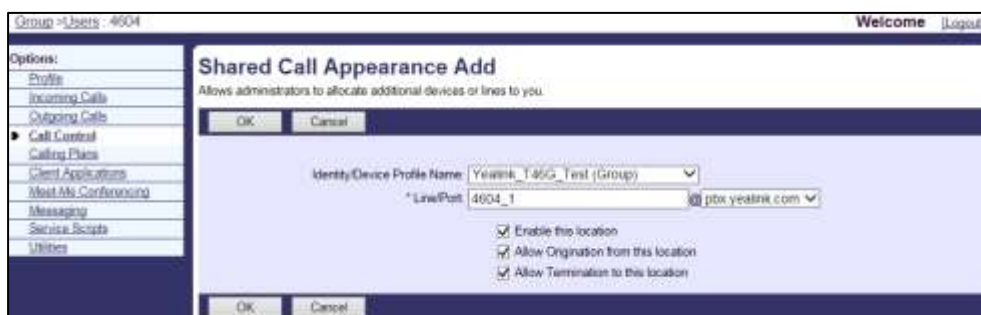 Group >Users : 4604
Welcome [Logout
Options:
Profile
Incoming Calls
Outgoing Calls
Call Control
Calling Plans
Client Applications
Meet-Me Conferencing
Messaging
Service Scripts
Utilities
Shared Call Appearance Add
Allows administrators to allocate additional devices or lines to you.
OK Cancel
Identity/Device Profile Name: Yealink_T46G_Test (Group)
* Line/Port: 4604_1 @ pbx.yealink.com
Enable this location
Allow Origination from this location
Allow Termination to this location
OK Cancel